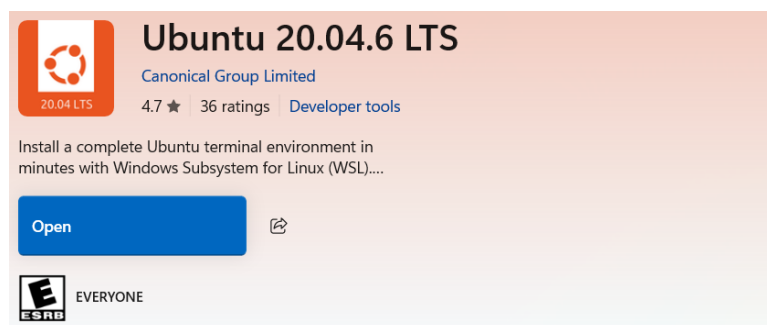 Ubuntu 20.04.6 LTS
Canonical Group Limited
20.04 LTS
4.7 ★ 36 ratings Developer tools
Install a complete Ubuntu terminal environment in
minutes with Windows Subsystem for Linux (WSL)....
Open
E
ESRB
EVERYONE